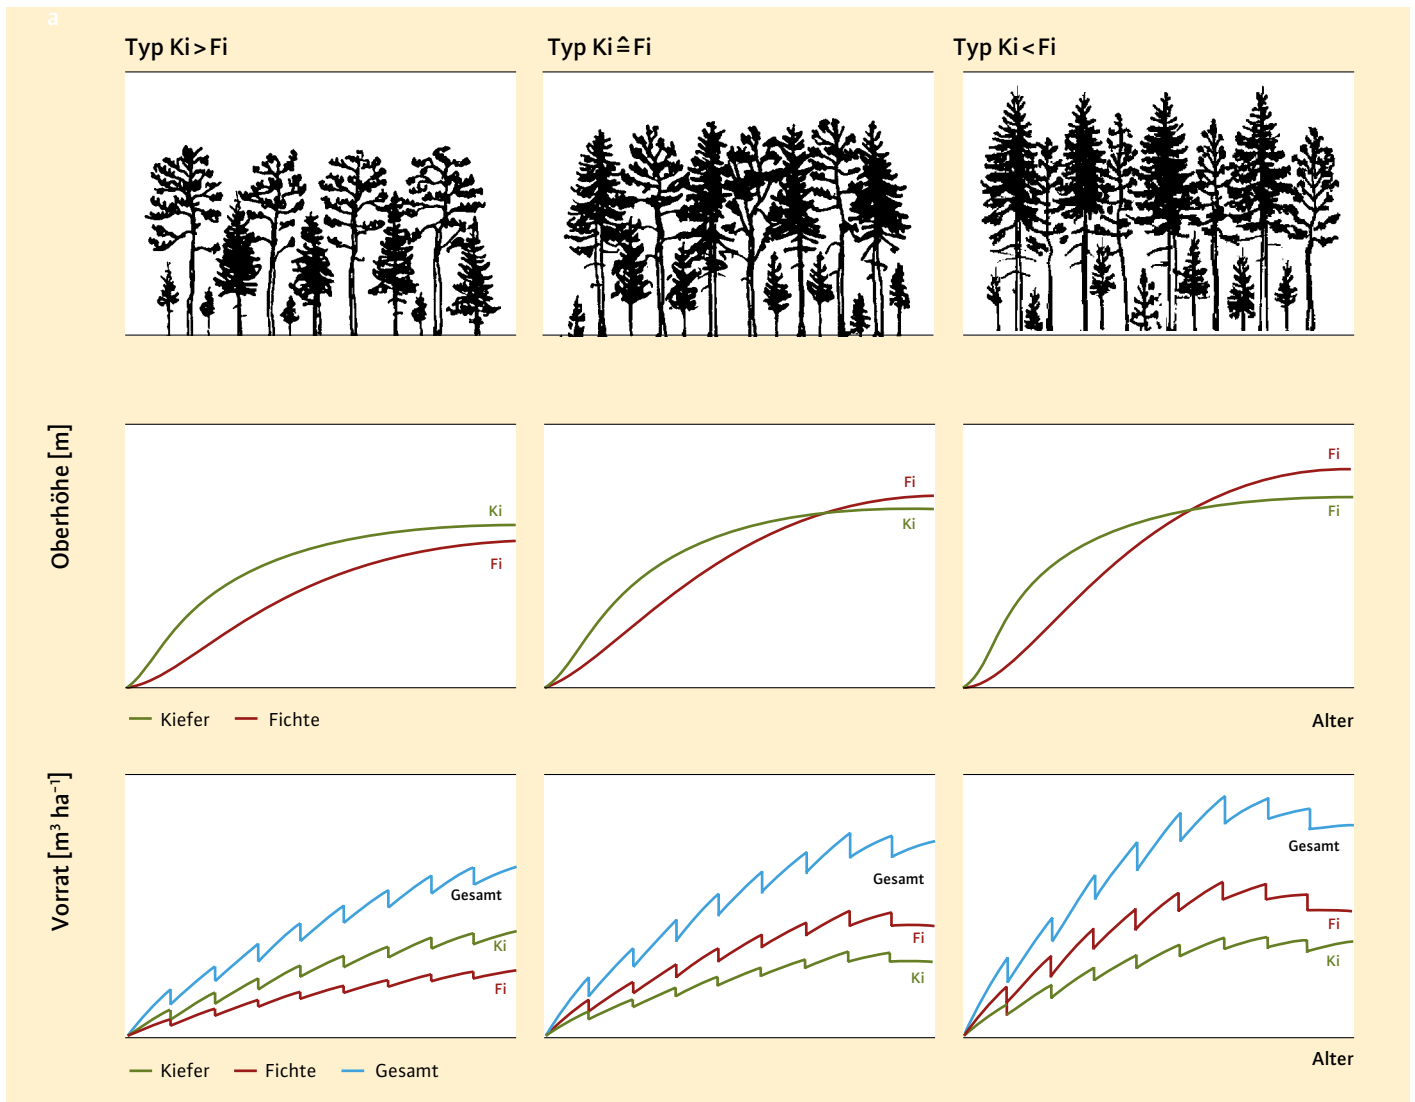 a
Typ Ki > Fi
Typ Ki ≙ Fi
Typ Ki < Fi
Oberhöhe [m]
Ki
Fi
Fi
Ki
Fi
Fi
Kiefer Fichte
Alter
Vorrat [m³ ha⁻¹]
Gesamt
Ki
Fi
Gesamt
Fi
Ki
Gesamt
Fi
Ki
Kiefer Fichte Gesamt
Alter